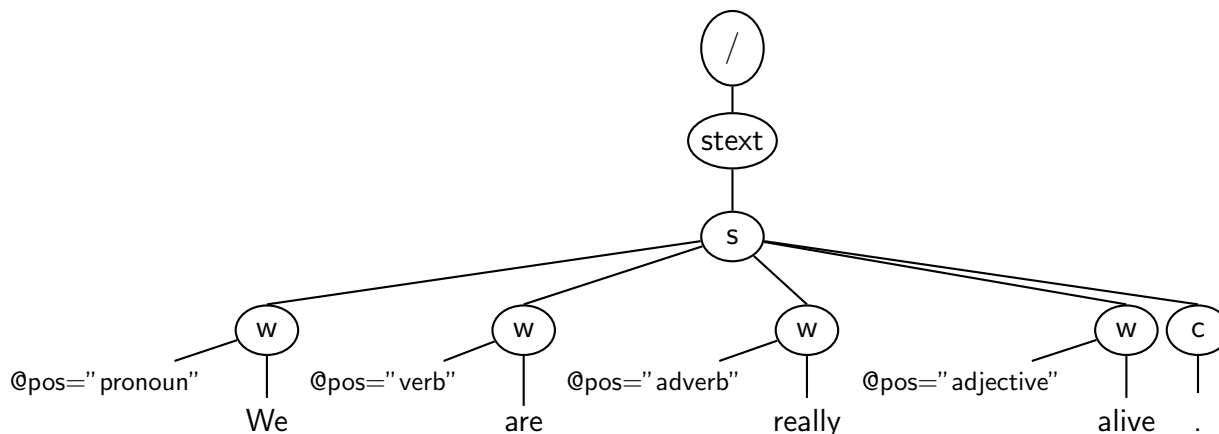 /
stext
s
w w w w c
@pos="pronoun" @pos="verb" @pos="adverb" @pos="adjective"
We are really alive .